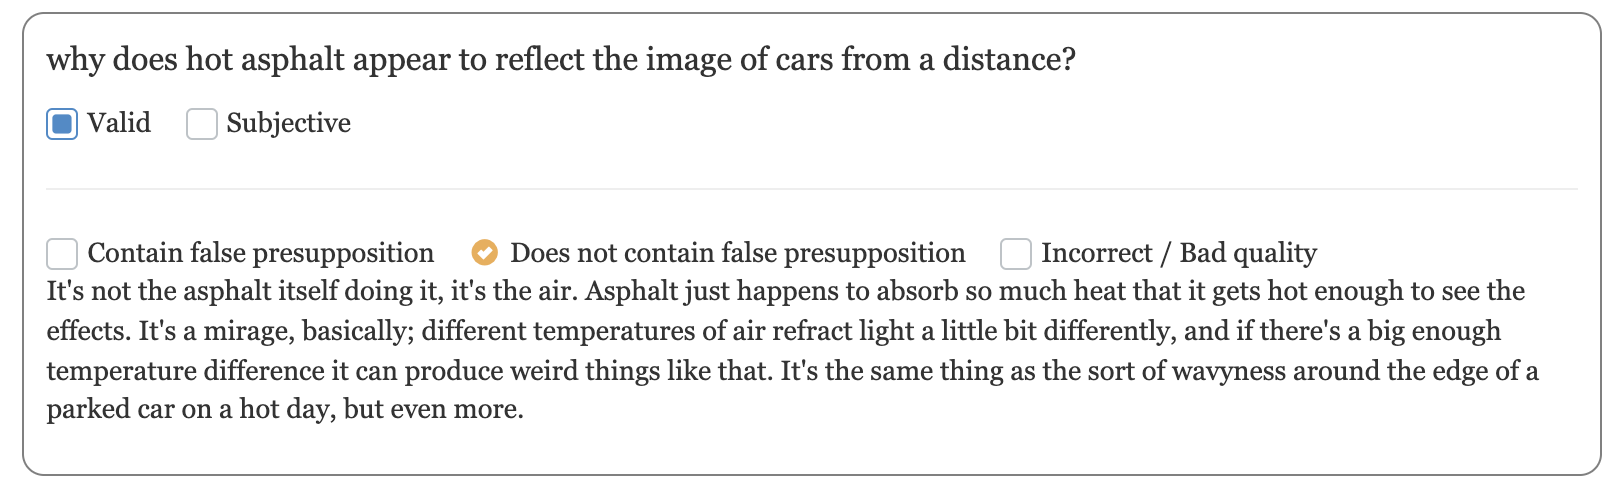 why does hot asphalt appear to reflect the image of cars from a distance?
Valid Subjective
Contain false presupposition Does not contain false presupposition Incorrect / Bad quality
It's not the asphalt itself doing it, it's the air. Asphalt just happens to absorb so much heat that it gets hot enough to see the
effects. It's a mirage, basically; different temperatures of air refract light a little bit differently, and if there's a big enough
temperature difference it can produce weird things like that. It's the same thing as the sort of wavyness around the edge of a
parked car on a hot day, but even more.